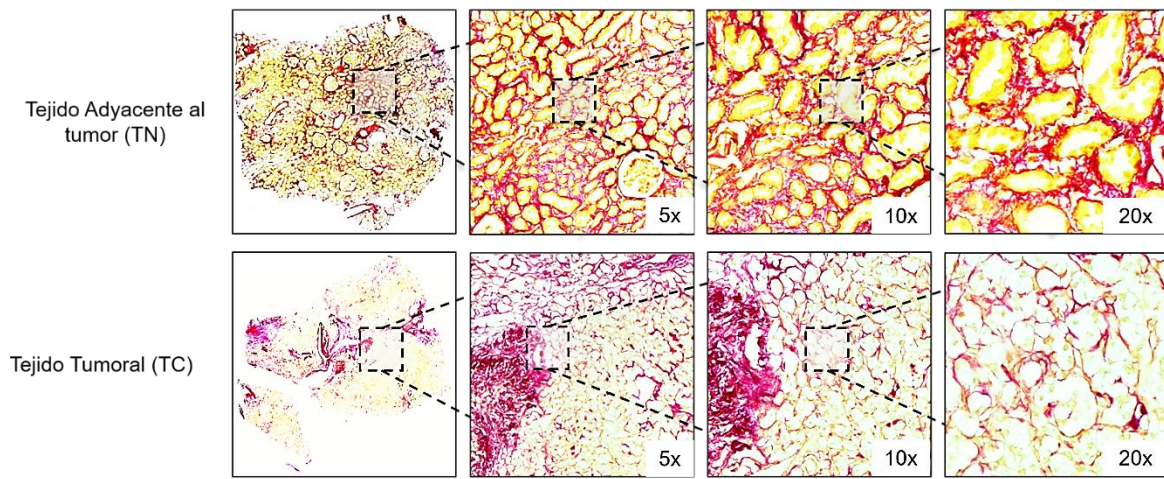 Tejido Adyacente al
tumor (TN)
5x
10x
20x
Tejido Tumoral (TC)
5x
10x
20x